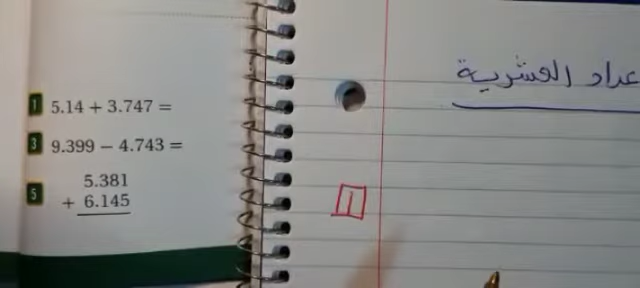 1 5.14 + 3.747 =
3 9.399 − 4.743 =
5 5.381
+ 6.145
عداد العشرية
1